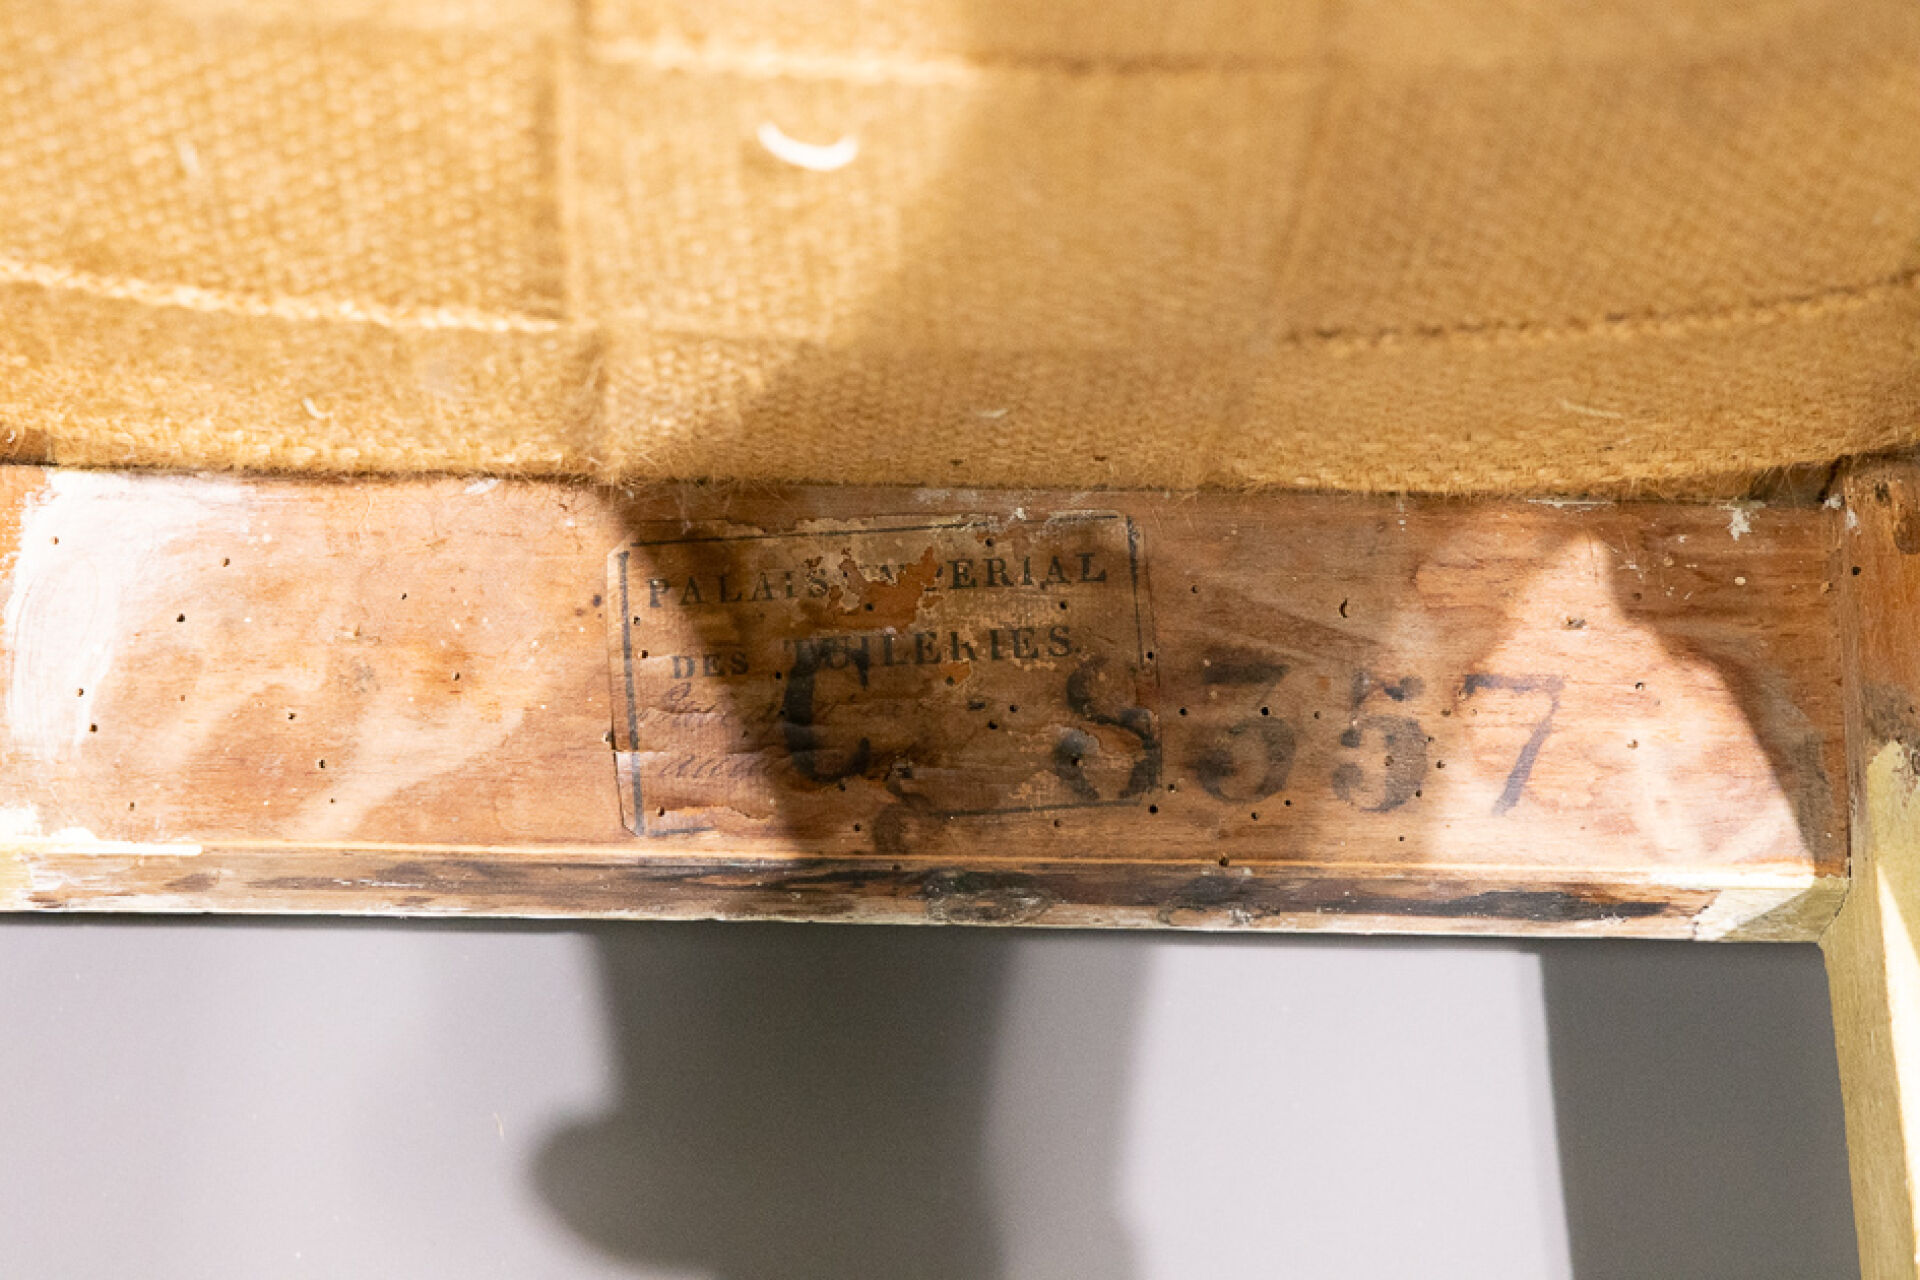 PALAIS IMPERIAL
DES TUILERIES
C 8357